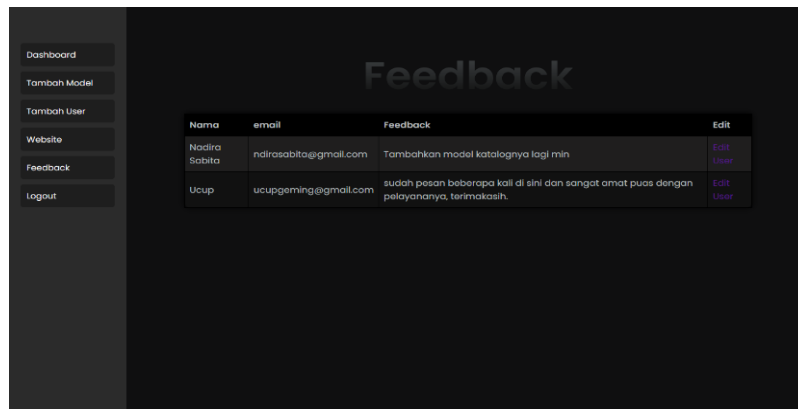 Dashboard
Tambah Model
Tambah User
Website
Feedback
Logout
Feedback
Nama email Feedback Edit
Nadira Sabita ndirasabita@gmail.com Tambahkan model katalognya lagi min Edit User
Ucup ucupgeming@gmail.com sudah pesan beberapa kali di sini dan sangat amat puas dengan
pelayananya, terimakasih. Edit User